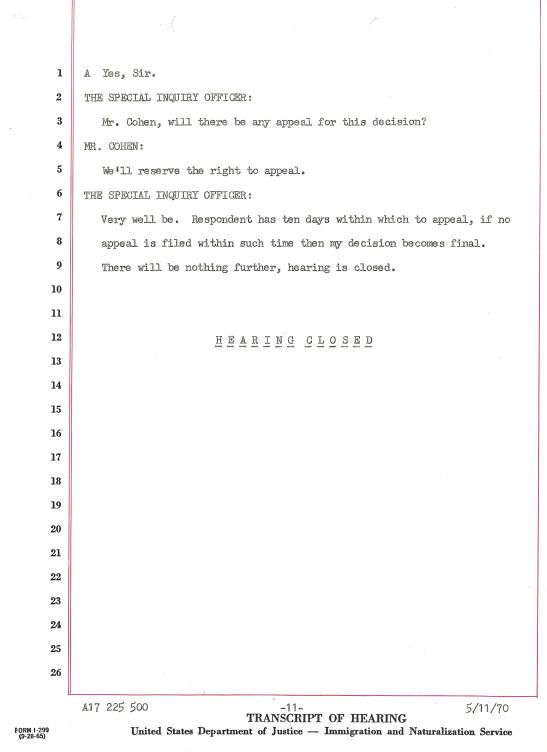 1 A Yes, Sir.
2 THE SPECIAL INQUIRY OFFICER:
3 Mr. Cohen, will there be any appeal for this decision?
4 MR. COHEN:
5 We'll reserve the right to appeal.
6 THE SPECIAL INQUIRY OFFICER:
7 Very well be. Respondent has ten days within which to appeal, if no
8 appeal is filed within such time then my decision becomes final.
9 There will be nothing further, hearing is closed.
10
11
12 H E A R I N G C L O S E D
13
14
15
16
17
18
19
20
21
22
23
24
25
26
A17 225 500 -11- 5/11/70
TRANSCRIPT OF HEARING
FORM I-299
(9-28-65)
United States Department of Justice — Immigration and Naturalization Service